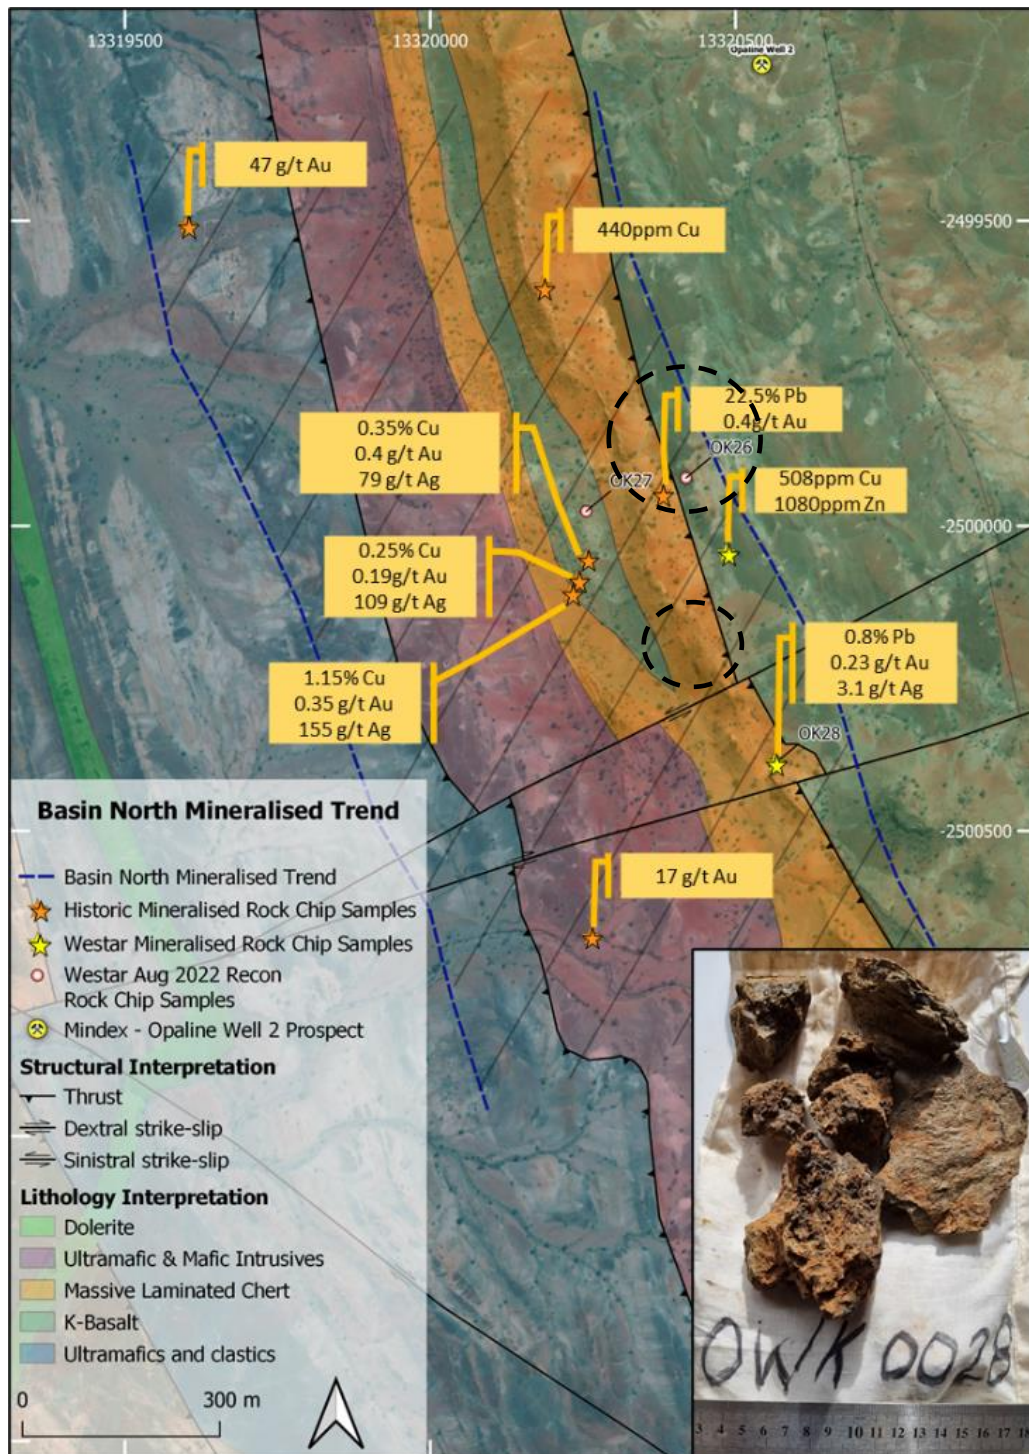 13319500
13320000
13320500
Opaline Well 2
47 g/t Au
440ppm Cu
-2499500
22.5% Pb
0.4g/t Au
0.35% Cu
0.4 g/t Au
79 g/t Ag
OK26
OK27
508ppm Cu
1080ppm Zn
-2500000
0.25% Cu
0.19g/t Au
109 g/t Ag
0.8% Pb
0.23 g/t Au
3.1 g/t Ag
1.15% Cu
0.35 g/t Au
155 g/t Ag
OK28
-2500500
17 g/t Au
Basin North Mineralised Trend
Basin North Mineralised Trend
Historic Mineralised Rock Chip Samples
Westar Mineralised Rock Chip Samples
Westar Aug 2022 Recon
Rock Chip Samples
Mindex - Opaline Well 2 Prospect
Structural Interpretation
Thrust
Dextral strike-slip
Sinistral strike-slip
Lithology Interpretation
Dolerite
Ultramafic & Mafic Intrusives
Massive Laminated Chert
K-Basalt
Ultramafics and clastics
0 300 m
OWK 0028
3 4 5 6 7 8 9 10 11 12 13 14 15 16 17 18